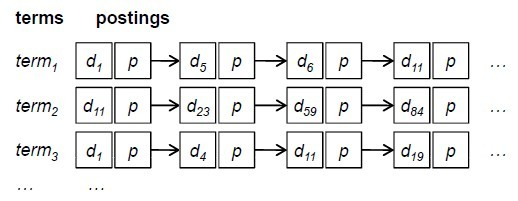 terms postings
term₁ d₁ p d₅ p d₆ p d₁₁ p ...
term₂ d₁₁ p d₂₃ p d₅₉ p d₈₄ p ...
term₃ d₁ p d₄ p d₁₁ p d₁₉ p ...
... ...